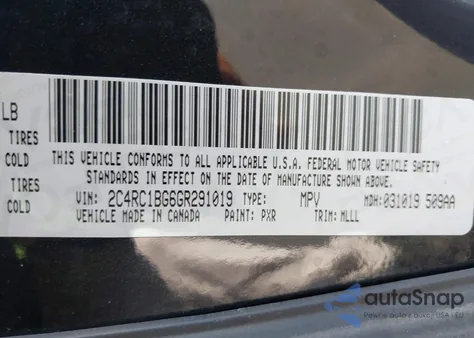 LB
TIRES
COLD
TIRES
COLD
THIS VEHICLE CONFORMS TO ALL APPLICABLE U.S.A. FEDERAL MOTOR VEHICLE SAFETY
STANDARDS IN EFFECT ON THE DATE OF MANUFACTURE SHOWN ABOVE.
VIN: 2C4RC1BG6GR291019 TYPE: MPV MDH: 031019 509AA
VEHICLE MADE IN CANADA PAINT: PXR TRIM: MLLL
autoSnap